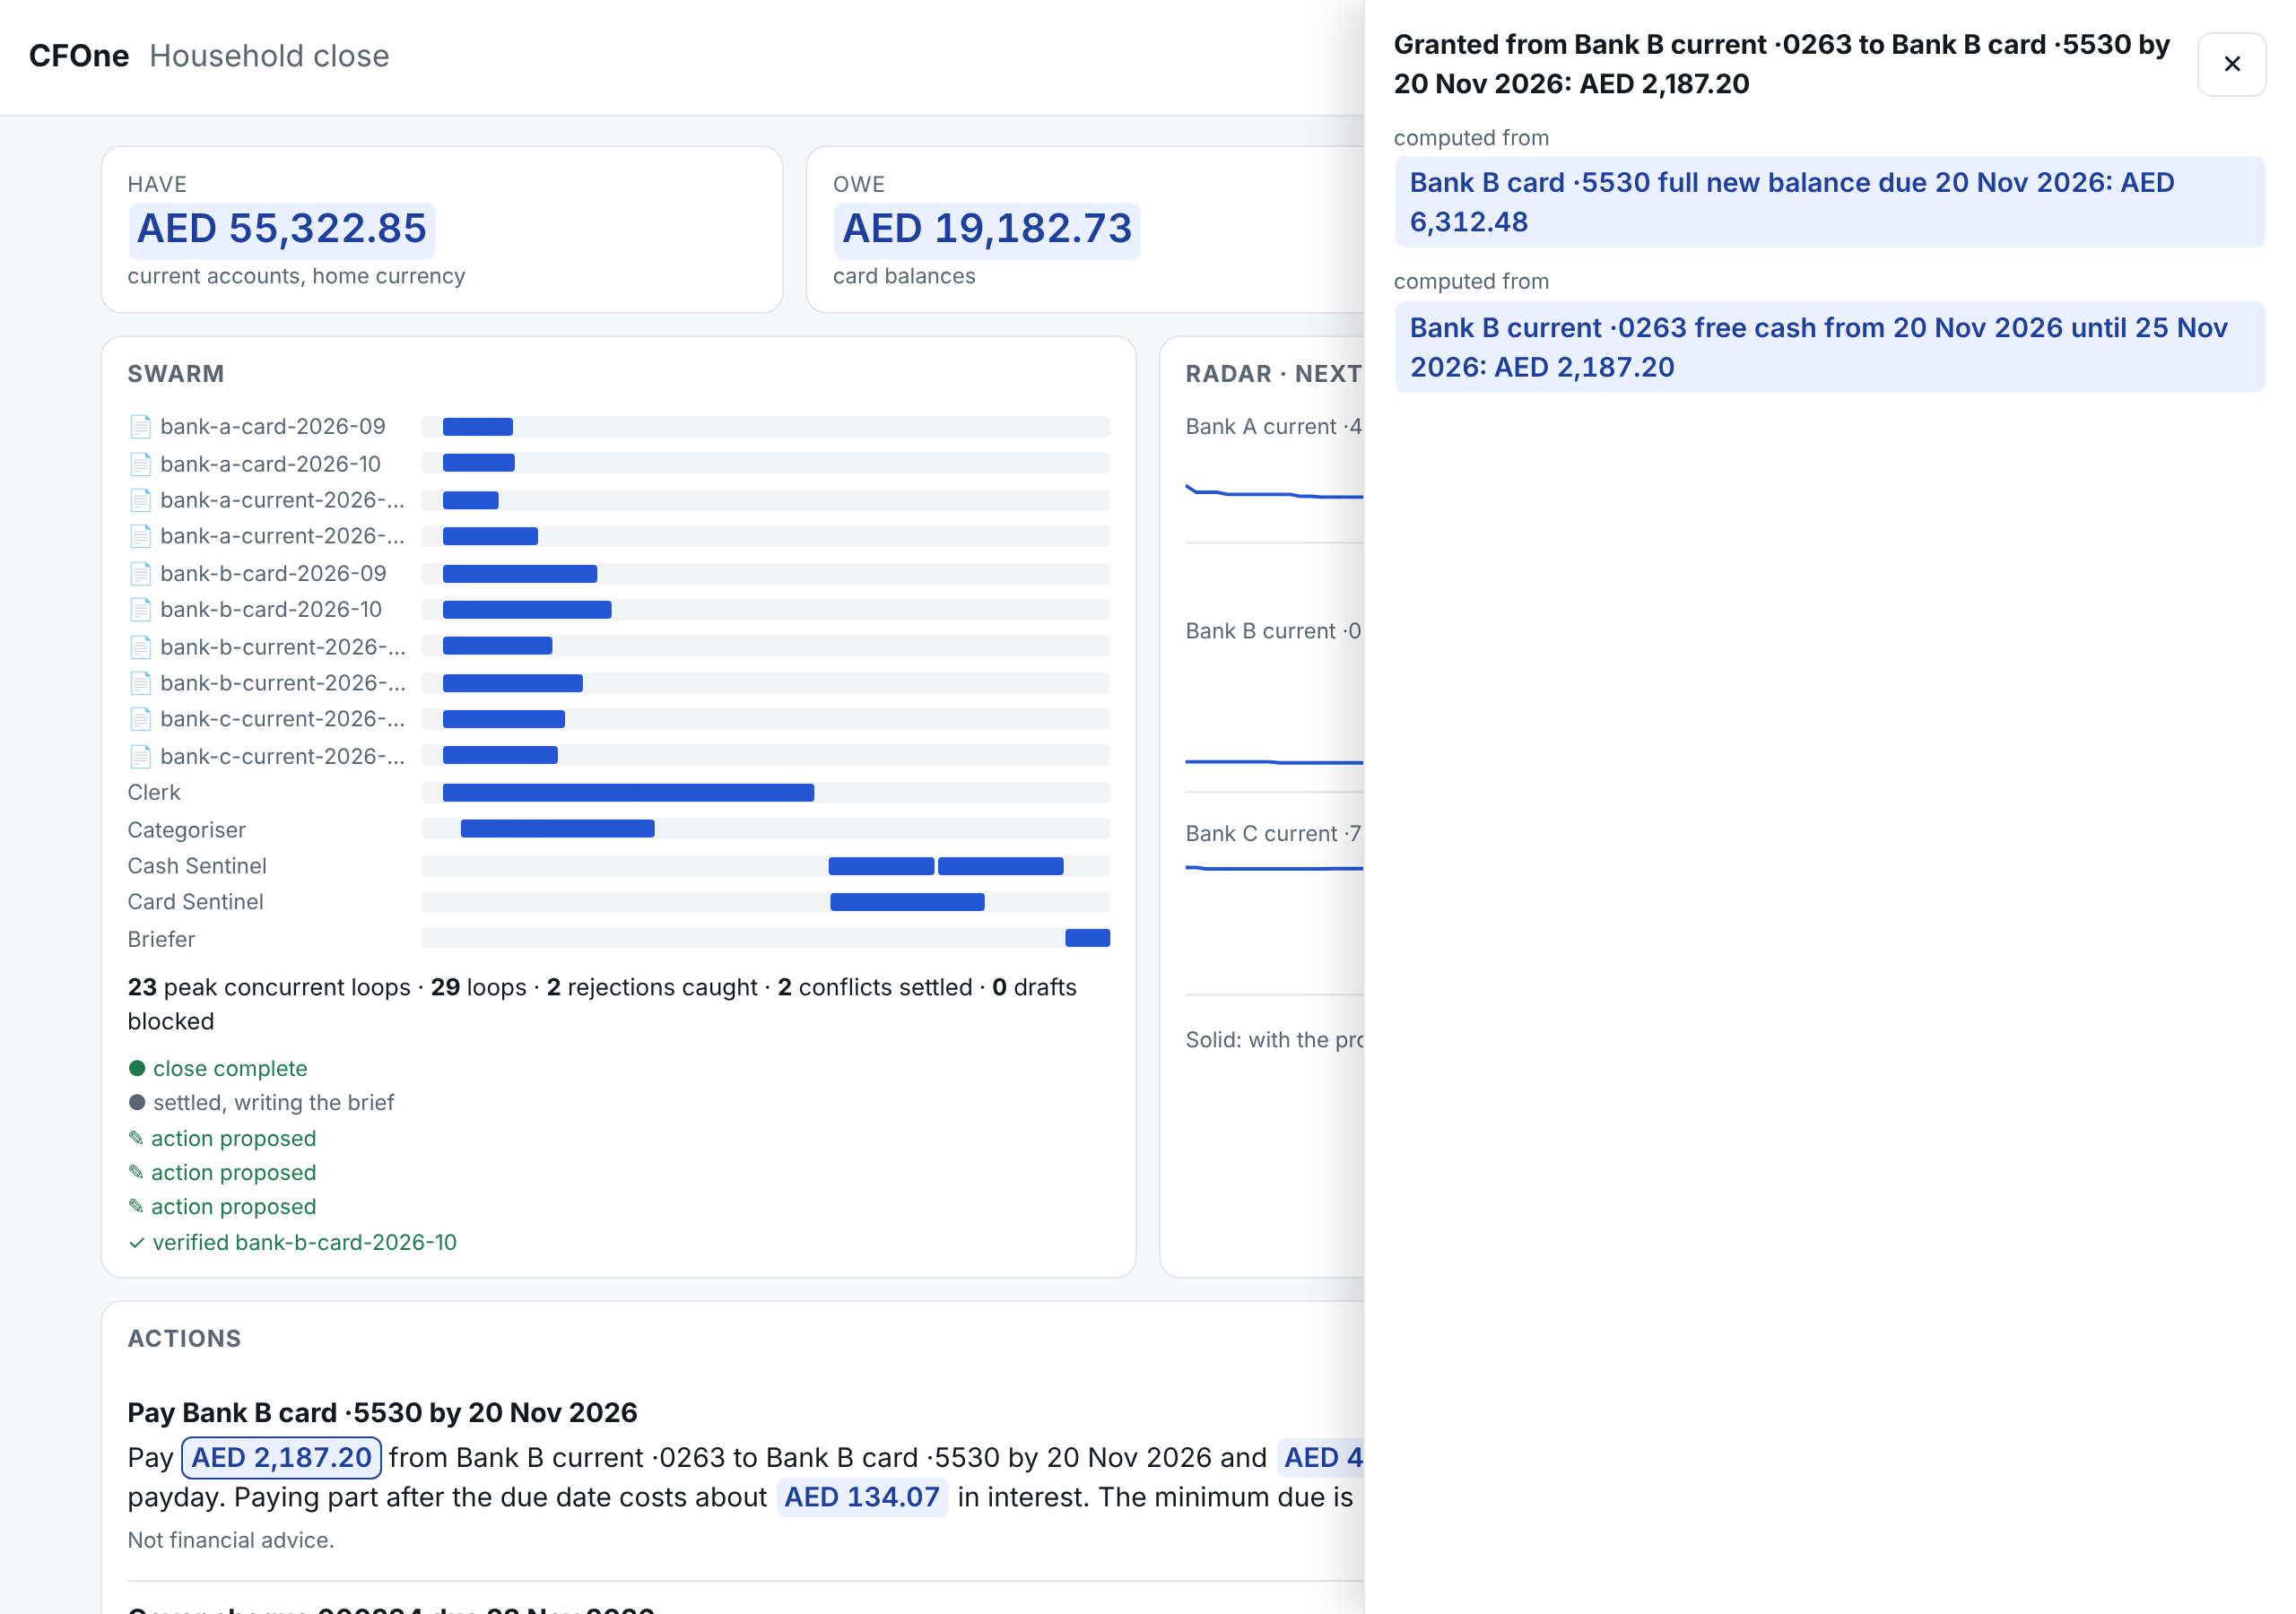 CFOne Household close
HAVE
AED 55,322.85
current accounts, home currency
OWE
AED 19,182.73
card balances
SWARM
bank-a-card-2026-09
bank-a-card-2026-10
bank-a-current-2026-...
bank-a-current-2026-...
bank-b-card-2026-09
bank-b-card-2026-10
bank-b-current-2026-...
bank-b-current-2026-...
bank-c-current-2026-...
bank-c-current-2026-...
Clerk
Categoriser
Cash Sentinel
Card Sentinel
Briefer
23 peak concurrent loops · 29 loops · 2 rejections caught · 2 conflicts settled · 0 drafts
blocked
● close complete
● settled, writing the brief
✎ action proposed
✎ action proposed
✎ action proposed
✓ verified bank-b-card-2026-10
RADAR · NEXT
Bank A current ·4
Bank B current ·0
Bank C current ·7
Solid: with the
ACTIONS
Pay Bank B card ·5530 by 20 Nov 2026
Pay AED 2,187.20 from Bank B current ·0263 to Bank B card ·5530 by 20 Nov 2026 and AED 4
payday. Paying part after the due date costs about AED 134.07 in interest. The minimum due is
Not financial advice.
Granted from Bank B current ·0263 to Bank B card ·5530 by
20 Nov 2026: AED 2,187.20
×
computed from
Bank B card ·5530 full new balance due 20 Nov 2026: AED
6,312.48
computed from
Bank B current ·0263 free cash from 20 Nov 2026 until 25 Nov
2026: AED 2,187.20